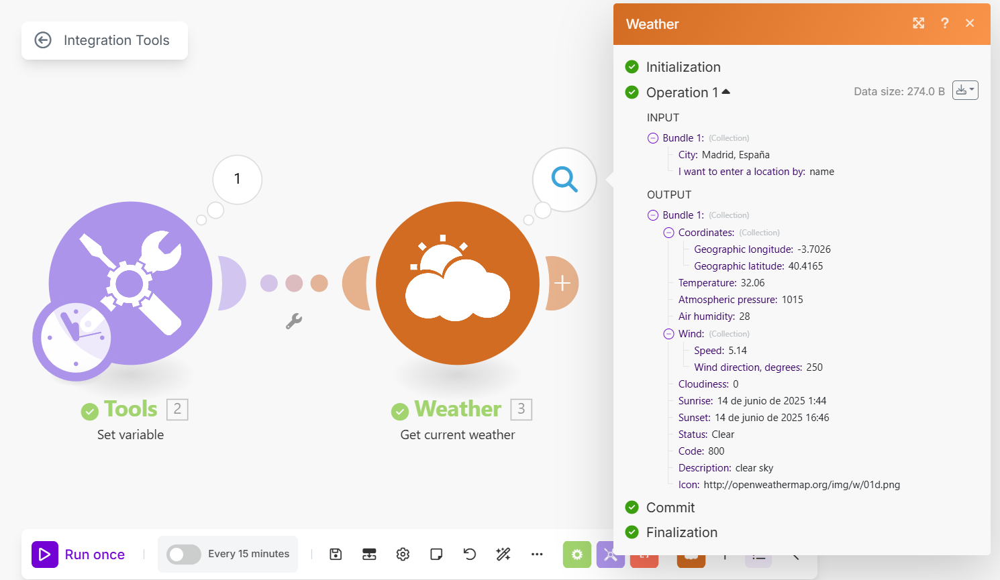 Integration Tools
1
Tools 2
Set variable
Weather 3
Get current weather
Run once
Every 15 minutes
Weather
?
Initialization
Operation 1
Data size: 274.0 B
INPUT
Bundle 1: (Collection)
City: Madrid, España
I want to enter a location by: name
OUTPUT
Bundle 1: (Collection)
Coordinates: (Collection)
Geographic longitude: -3.7026
Geographic latitude: 40.4165
Temperature: 32.06
Atmospheric pressure: 1015
Air humidity: 28
Wind: (Collection)
Speed: 5.14
Wind direction, degrees: 250
Cloudiness: 0
Sunrise: 14 de junio de 2025 1:44
Sunset: 14 de junio de 2025 16:46
Status: Clear
Code: 800
Description: clear sky
Icon: http://openweathermap.org/img/w/01d.png
Commit
Finalization